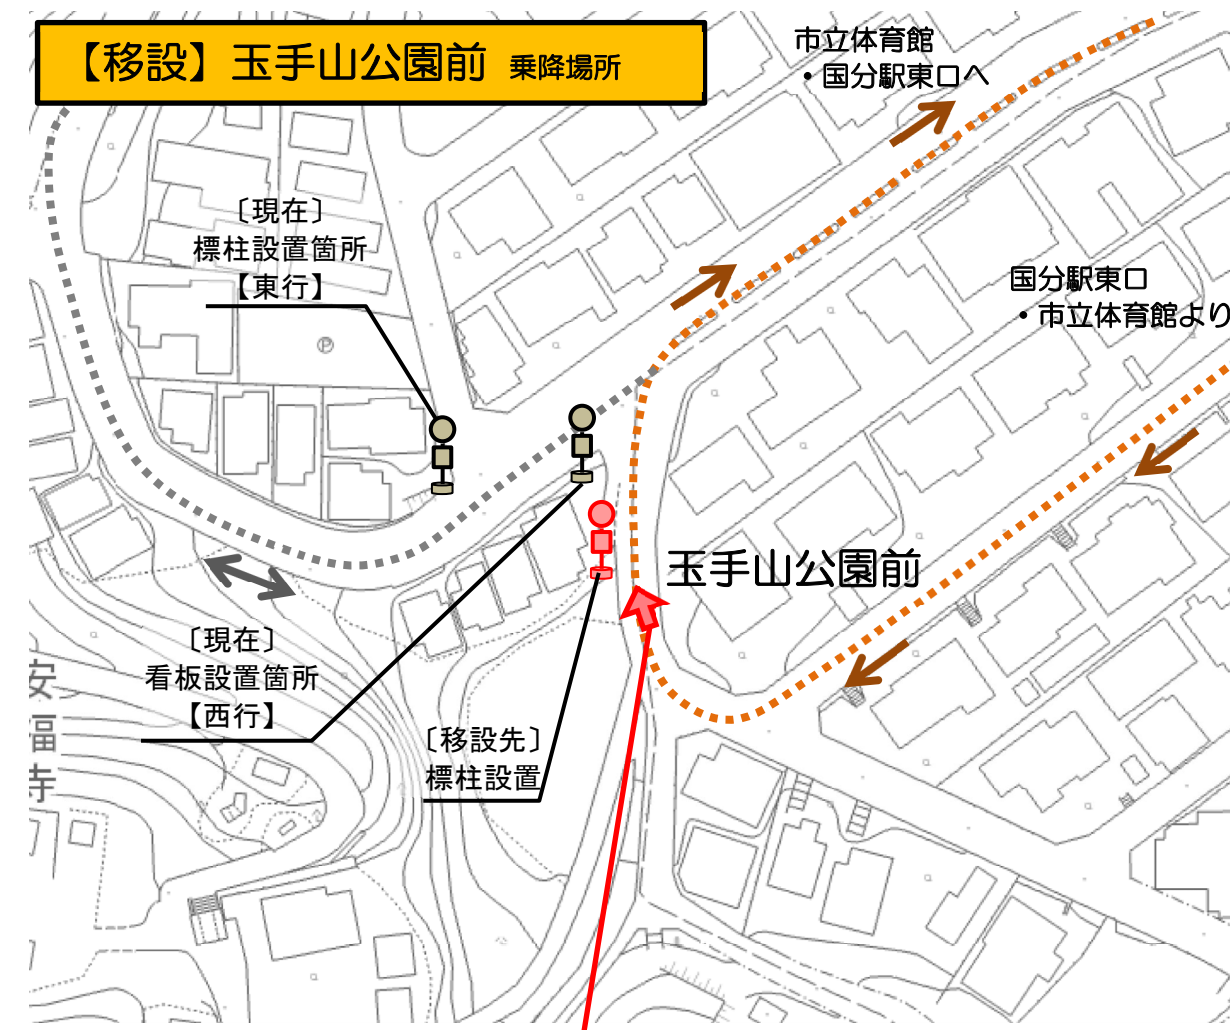 【移設】玉手山公園前 乗降場所
市立体育館
・国分駅東口へ
〔現在〕
標柱設置箇所
【東行】
国分駅東口
・市立体育館より
Ⓟ
玉手山公園前
〔現在〕
看板設置箇所
【西行】
〔移設先〕
標柱設置
安福寺